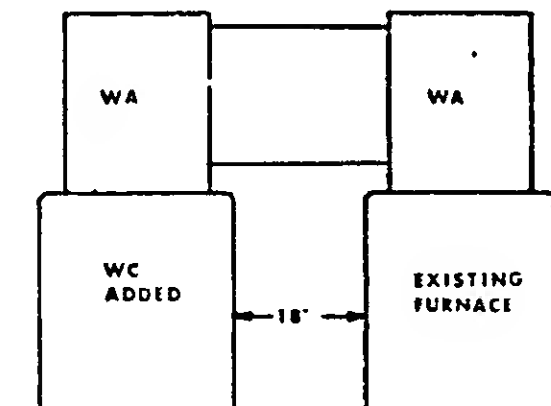 WA
WA
WC
ADDED
18"
EXISTING
FURNACE